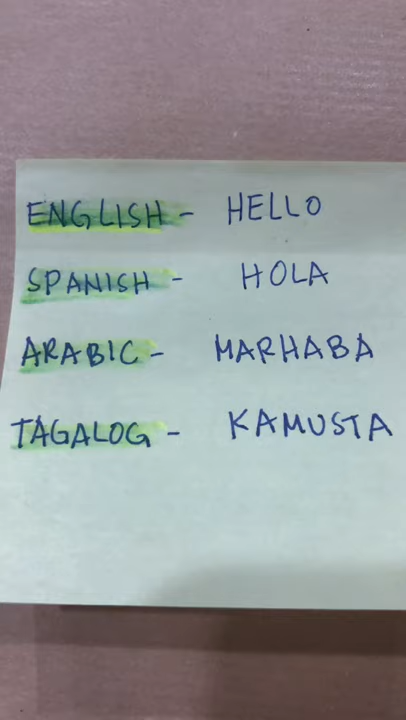 ENGLISH - HELLO
SPANISH - HOLA
ARABIC - MARHABA
TAGALOG - KAMUSTA